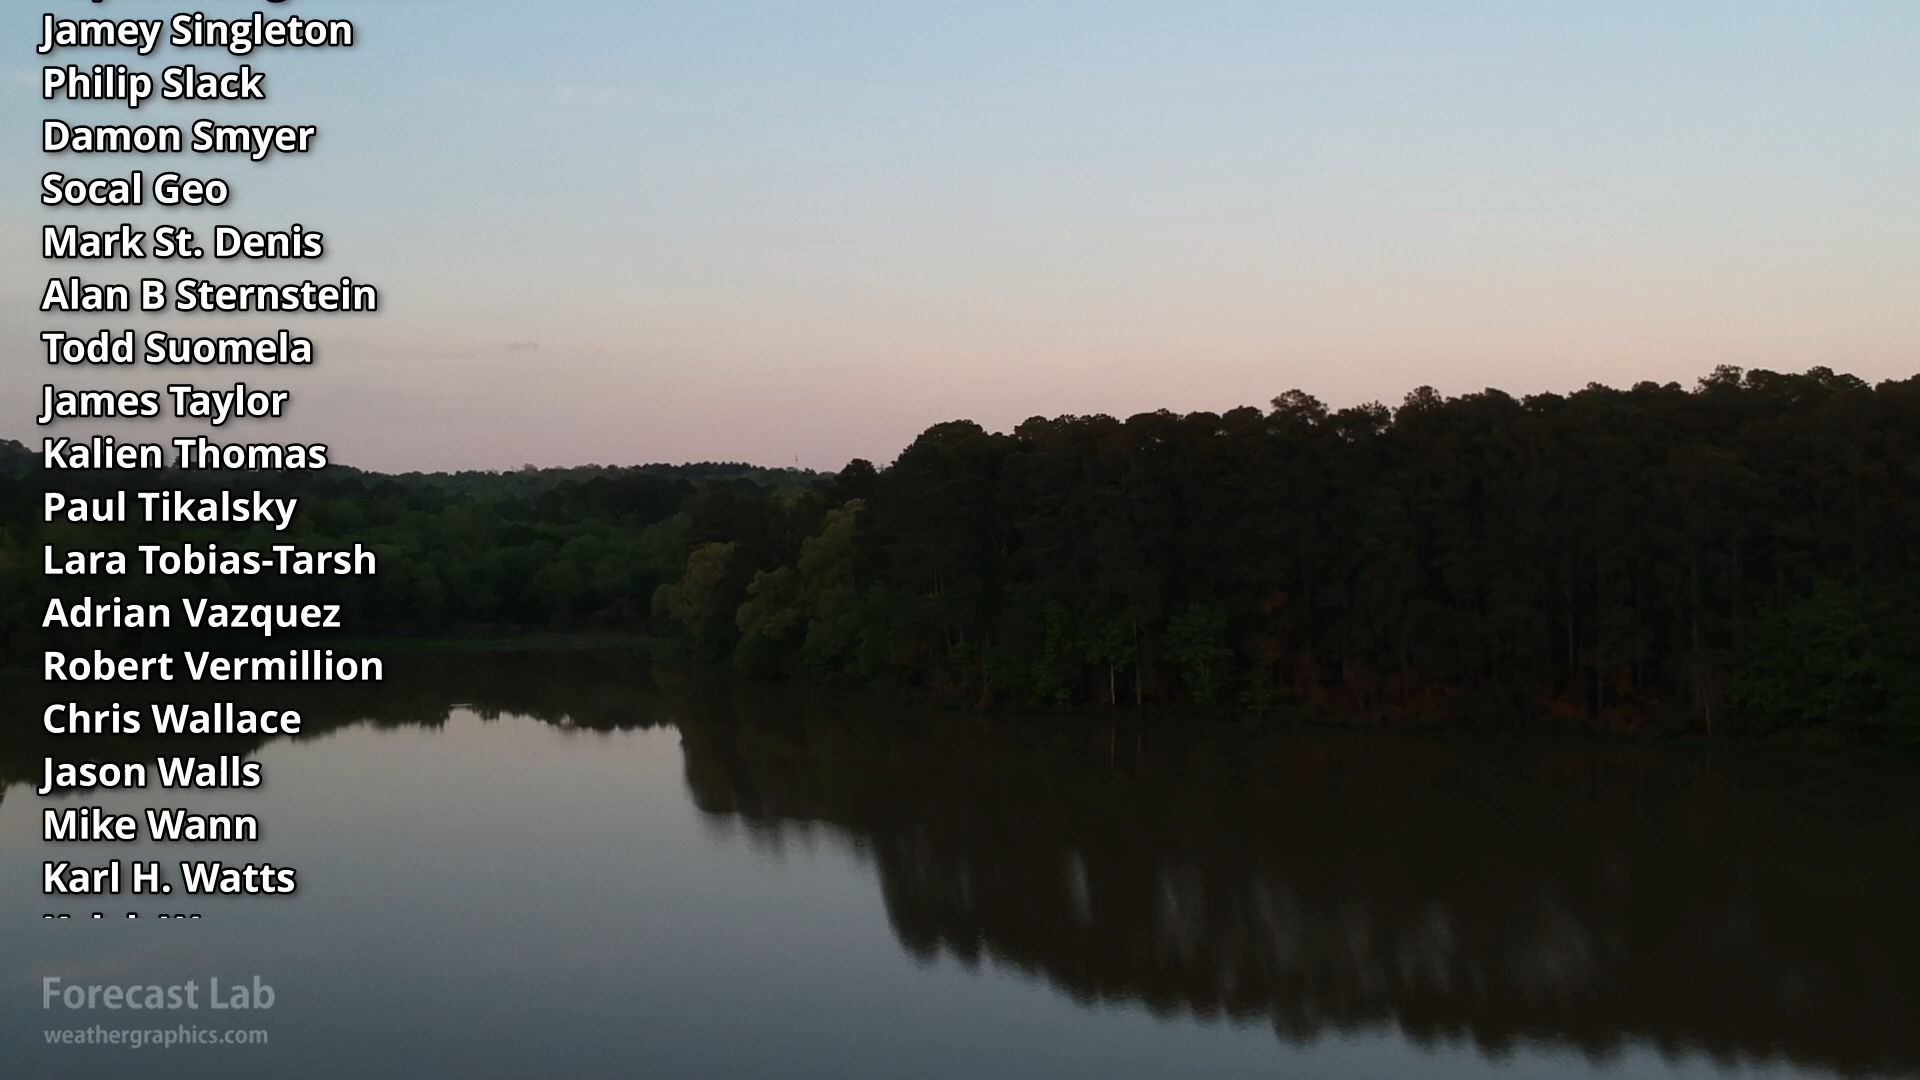 Jamey Singleton
Philip Slack
Damon Smyer
Socal Geo
Mark St. Denis
Alan B Sternstein
Todd Suomela
James Taylor
Kalien Thomas
Paul Tikalsky
Lara Tobias-Tarsh
Adrian Vazquez
Robert Vermillion
Chris Wallace
Jason Walls
Mike Wann
Karl H. Watts
Forecast Lab
weathergraphics.com